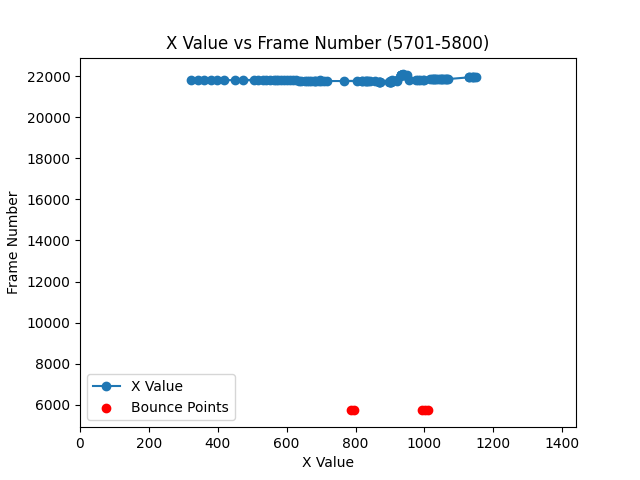 X Value vs Frame Number (5701-5800)
22000
20000
18000
16000
14000
12000
10000
8000
6000
Frame Number
X Value
Bounce Points
0 200 400 600 800 1000 1200 1400
X Value